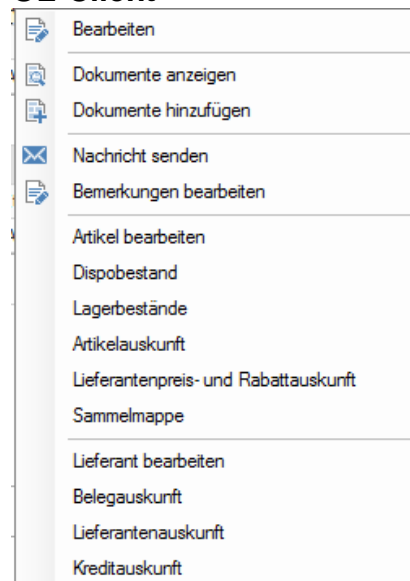 Bearbeiten
Dokumente anzeigen
Dokumente hinzufügen
Nachricht senden
Bemerkungen bearbeiten
Artikel bearbeiten
Dispobestand
Lagerbestände
Artikelauskunft
Lieferantenpreis- und Rabattauskunft
Sammelmappe
Lieferant bearbeiten
Belegauskunft
Lieferantenauskunft
Kreditauskunft